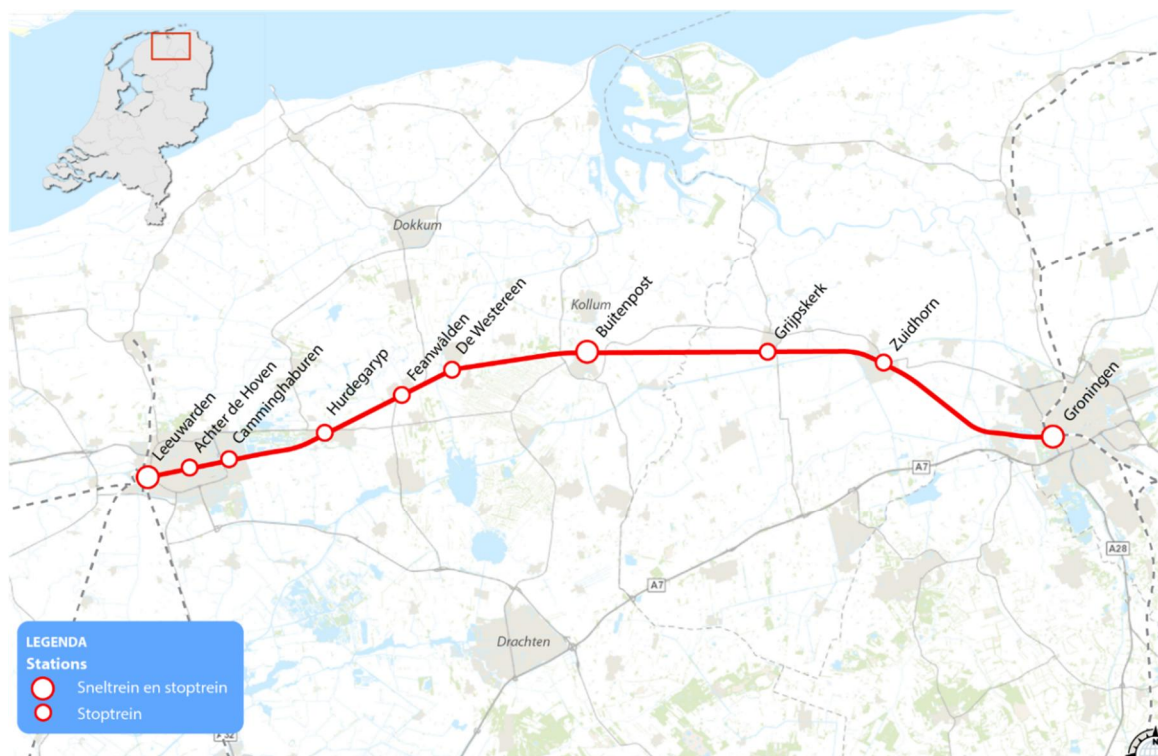 Dokkum
Kollum
Leeuwarden
Achter de Hoven
Camminghaburen
Hurdegaryp
Feanwâlden
De Westereen
Buitenpost
Grijpskerk
Zuidhorn
Groningen
A7
A28
A7
Drachten
LEGENDA
Stations
Sneltrein en stoptrein
Stoptrein
A32
N